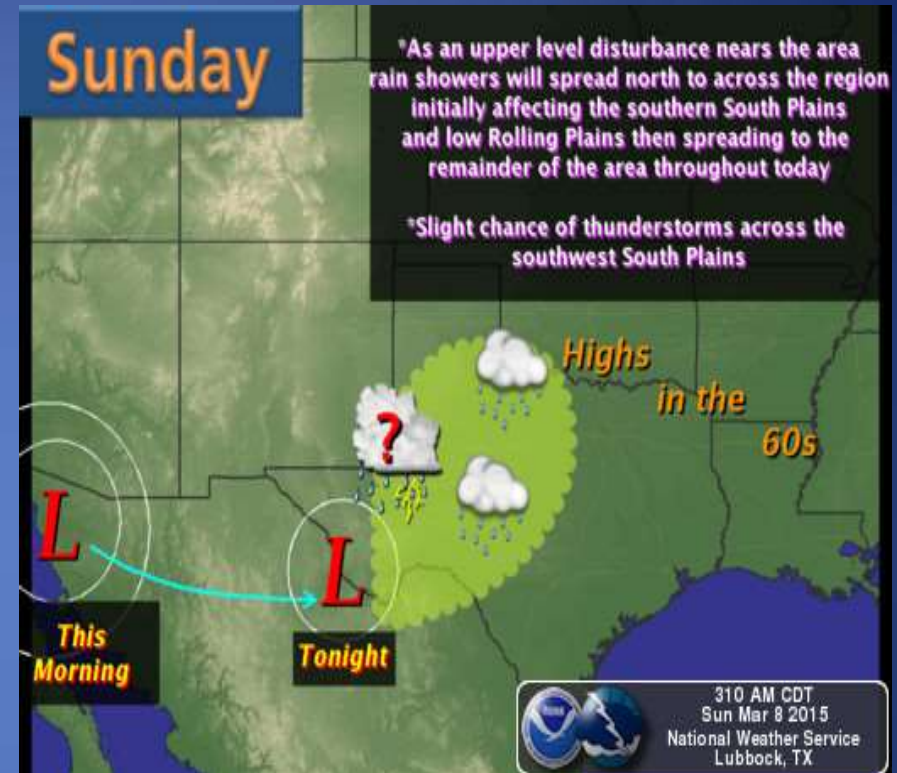 Sunday
*As an upper level disturbance nears the area
rain showers will spread north to across the region
initially affecting the southern South Plains
and low Rolling Plains then spreading to the
remainder of the area throughout today
*Slight chance of thunderstorms across the
southwest South Plains
Highs
in the
60s
?
L
L
This
Morning
Tonight
310 AM CDT
Sun Mar 8 2015
National Weather Service
Lubbock, TX